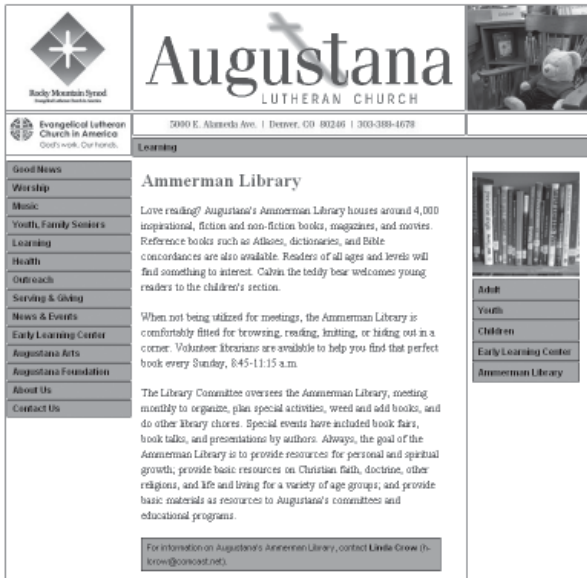 Rocky Mountain Synod
Evangelical Lutheran Church in America
Augustana
LUTHERAN CHURCH
Evangelical Lutheran
Church in America
God's work. Our hands.
5000 E. Alameda Ave. | Denver, CO 80246 | 303-388-4678
Learning
Good News
Worship
Music
Youth, Family Seniors
Learning
Health
Outreach
Serving & Giving
News & Events
Early Learning Center
Augustana Arts
Augustana Foundation
About Us
Contact Us
Ammerman Library
Love reading? Augustana's Ammerman Library houses around 4,000
inspirational, fiction and non-fiction books, magazines, and movies.
Reference books such as Atlases, dictionaries, and Bible
concordances are also available. Readers of all ages and levels will
find something to interest. Calvin the teddy bear welcomes young
readers to the children's section.
When not being utilized for meetings, the Ammerman Library is
comfortably fitted for browsing, reading, knitting, or hiding out in a
corner. Volunteer librarians are available to help you find that perfect
book every Sunday, 8:45-11:15 a.m.
The Library Committee oversees the Ammerman Library, meeting
monthly to organize, plan special activities, weed and add books, and
do other library chores. Special events have included book fairs,
book talks, and presentations by authors. Always, the goal of the
Ammerman Library is to provide resources for personal and spiritual
growth; provide basic resources on Christian faith, doctrine, other
religions, and life and living for a variety of age groups; and provide
basic materials as resources to Augustana's committees and
educational programs.
For information on Augustana's Ammerman Library, contact Linda Crow (h-
lcrow@comcast.net).
Adult
Youth
Children
Early Learning Center
Ammerman Library